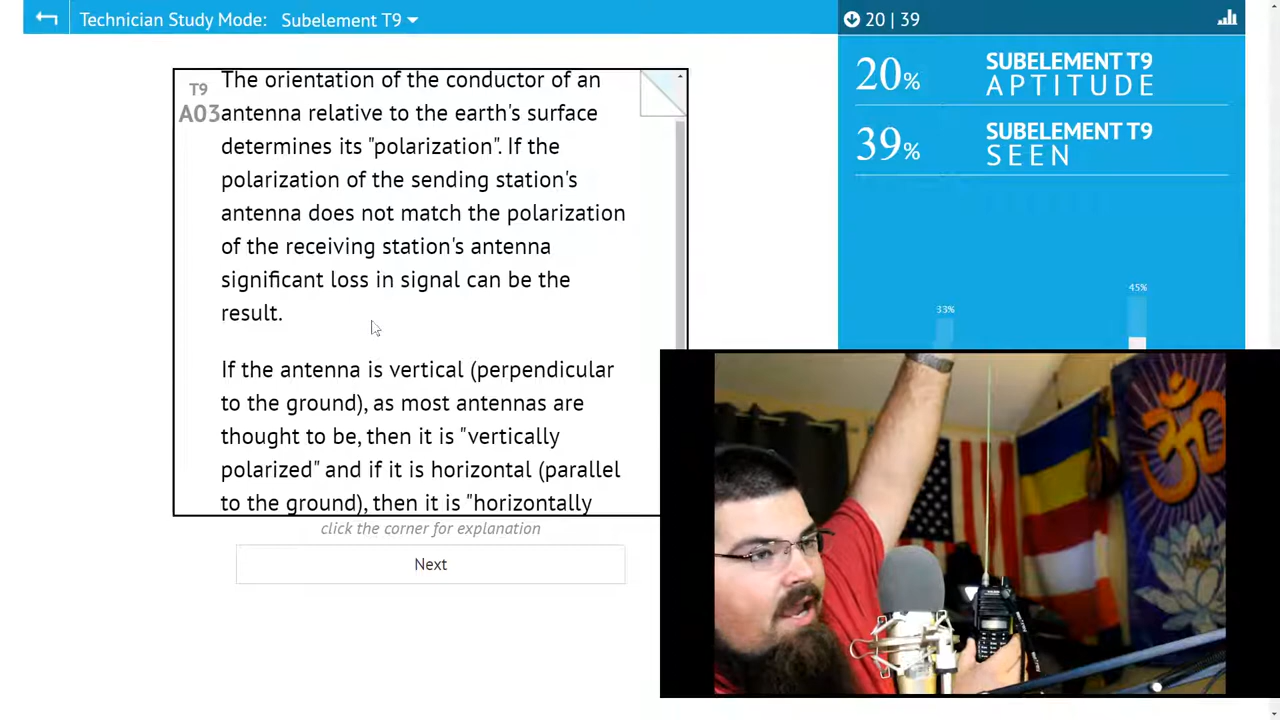 Technician Study Mode: Subelement T9
20 | 39
T9
A03
The orientation of the conductor of an
antenna relative to the earth's surface
determines its "polarization". If the
polarization of the sending station's
antenna does not match the polarization
of the receiving station's antenna
significant loss in signal can be the
result.
If the antenna is vertical (perpendicular
to the ground), as most antennas are
thought to be, then it is "vertically
polarized" and if it is horizontal (parallel
to the ground), then it is "horizontally
click the corner for explanation
Next
20% SUBELEMENT T9
APTITUDE
39% SUBELEMENT T9
SEEN
33%
45%